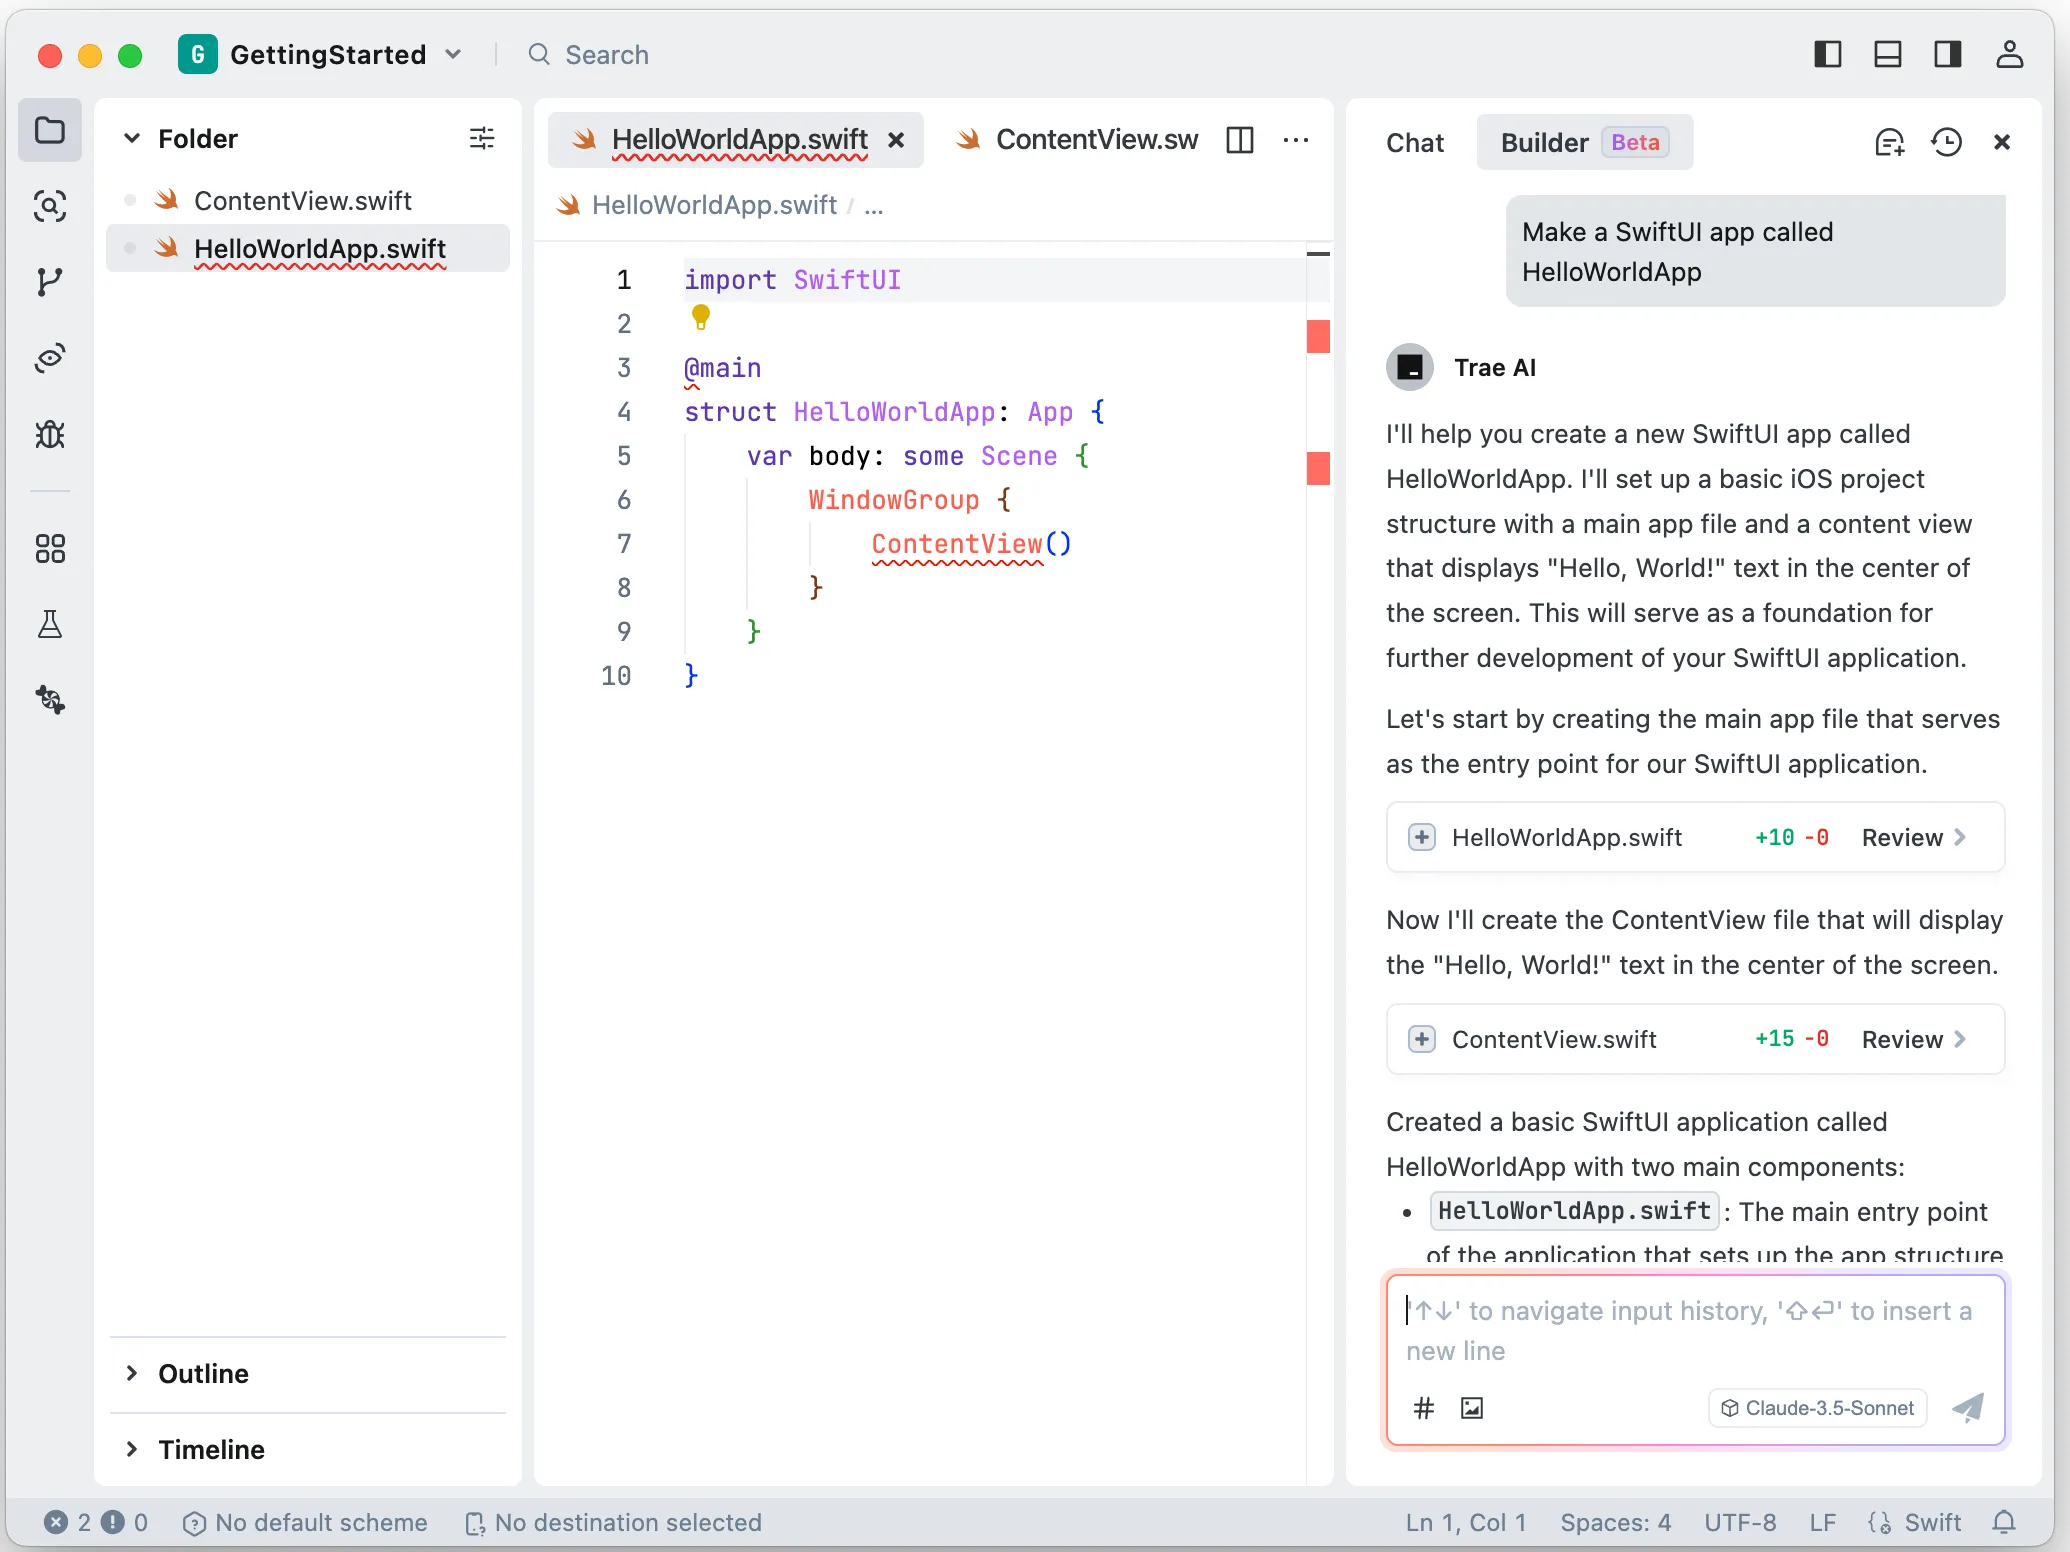 G GettingStarted Search
Folder
ContentView.swift
HelloWorldApp.swift
Outline
Timeline
HelloWorldApp.swift ContentView.sw
HelloWorldApp.swift / ...
1 import SwiftUI
2
3 @main
4 struct HelloWorldApp: App {
5 var body: some Scene {
6 WindowGroup {
7 ContentView()
8 }
9 }
10 }
Chat Builder Beta
Make a SwiftUI app called
HelloWorldApp
Trae AI
I'll help you create a new SwiftUI app called
HelloWorldApp. I'll set up a basic iOS project
structure with a main app file and a content view
that displays "Hello, World!" text in the center of
the screen. This will serve as a foundation for
further development of your SwiftUI application.
Let's start by creating the main app file that serves
as the entry point for our SwiftUI application.
HelloWorldApp.swift +10 -0 Review
Now I'll create the ContentView file that will display
the "Hello, World!" text in the center of the screen.
ContentView.swift +15 -0 Review
Created a basic SwiftUI application called
HelloWorldApp with two main components:
• HelloWorldApp.swift : The main entry point
of the application that sets up the app structure
'↑↓' to navigate input history, '⇧⏎' to insert a
new line
# Claude-3.5-Sonnet
2 0 No default scheme No destination selected Ln 1, Col 1 Spaces: 4 UTF-8 LF Swift